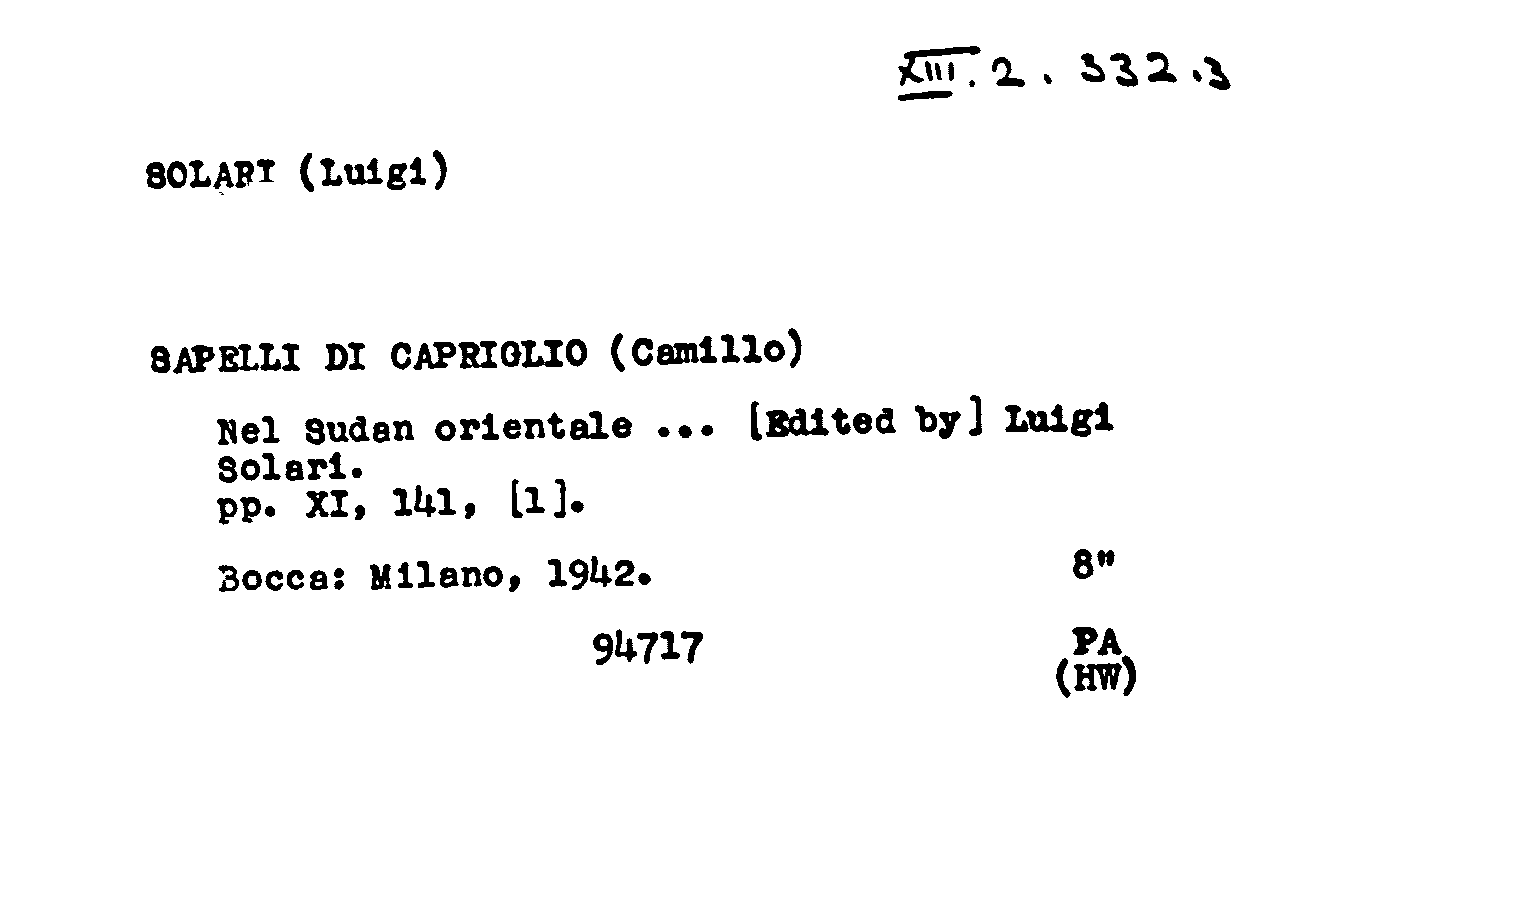 XIII.2.332.3
SOLARI (Luigi)
SAPELLI DI CAPRIGLIO (Camillo)
Nel Sudan orientale ... [Edited by] Luigi
Solari.
pp. XI, 141, [1].
Bocca: Milano, 1942. 8"
94717 PA
(HW)